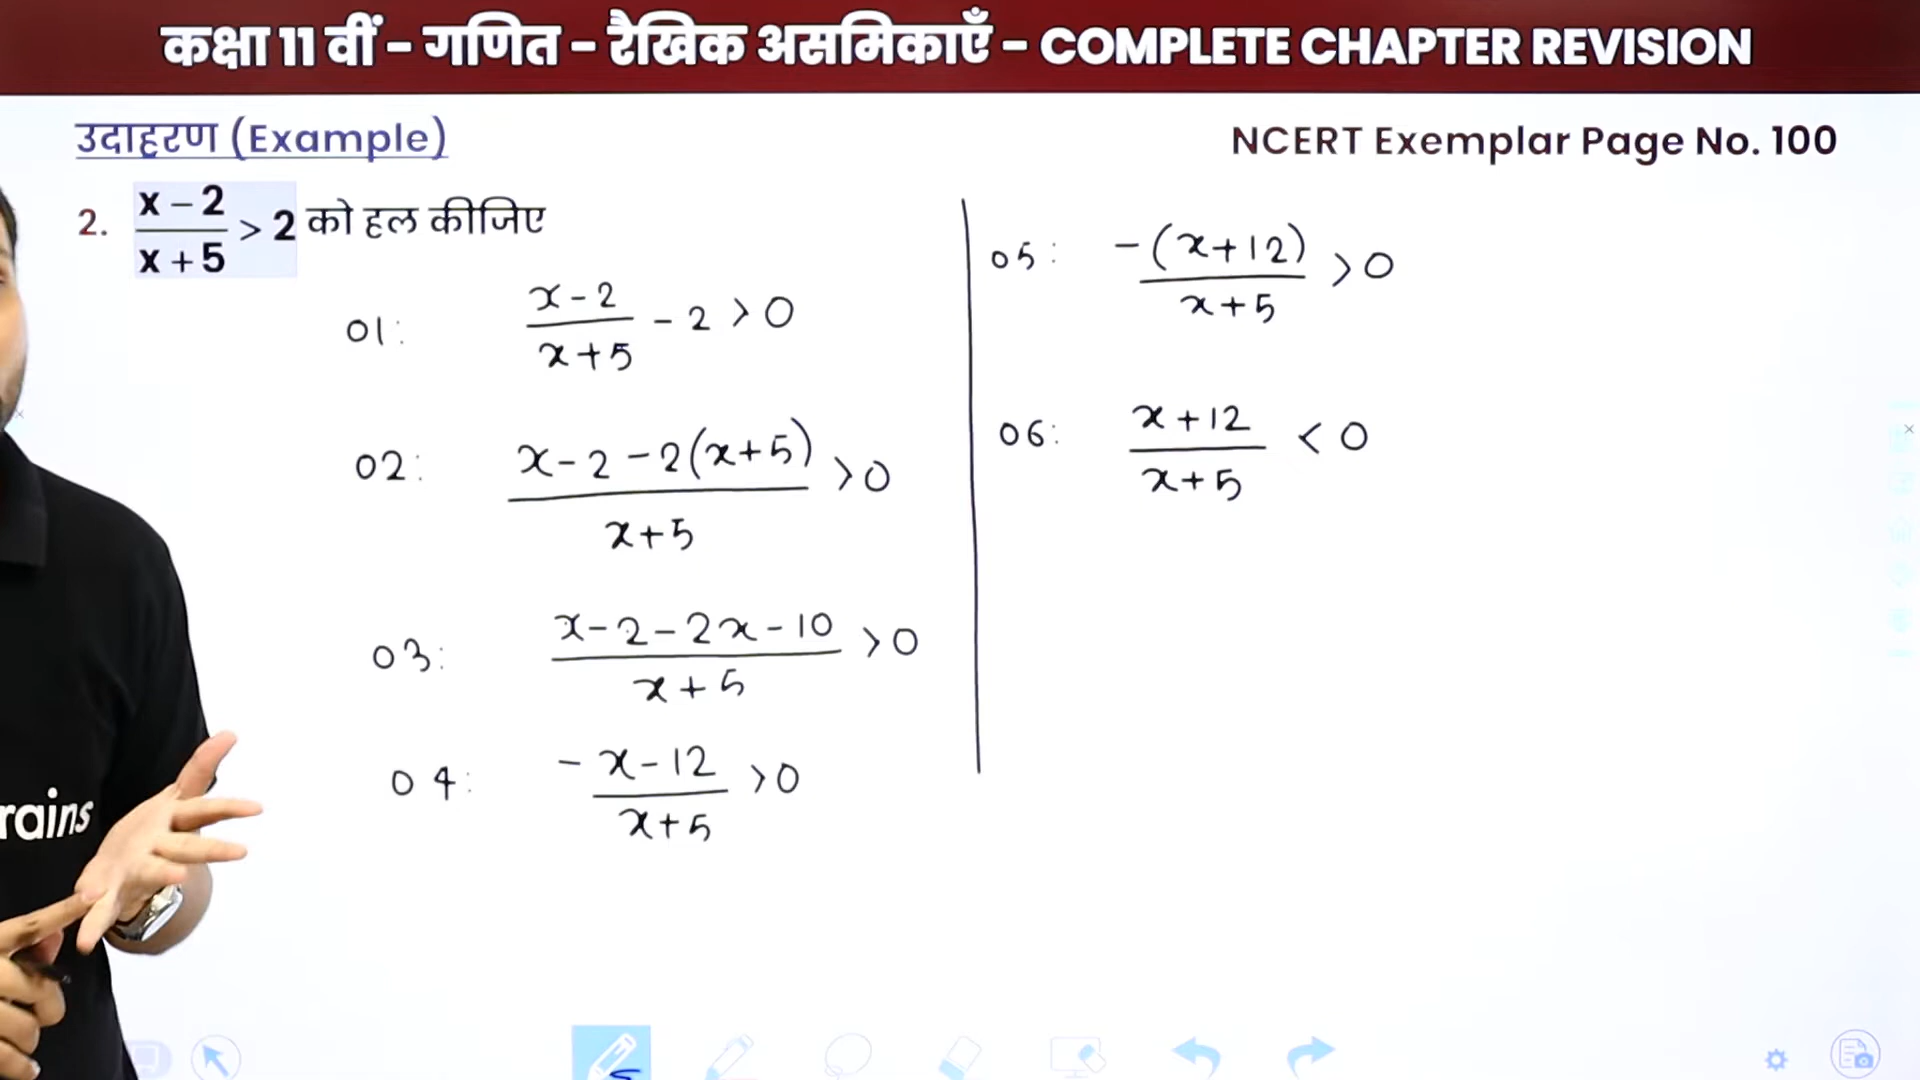 कक्षा 11 वीं – गणित – रैखिक असमिकाएँ – COMPLETE CHAPTER REVISION
उदाहरण (Example)
NCERT Exemplar Page No. 100
2. (x – 2)/(x + 5) > 2 को हल कीजिए
01: (x - 2)/(x + 5) - 2 > 0
02: (x - 2 - 2(x + 5))/(x + 5) > 0
03: (x - 2 - 2x - 10)/(x + 5) > 0
04: (- x - 12)/(x + 5) > 0
05: (-(x + 12))/(x + 5) > 0
06: (x + 12)/(x + 5) < 0
rains